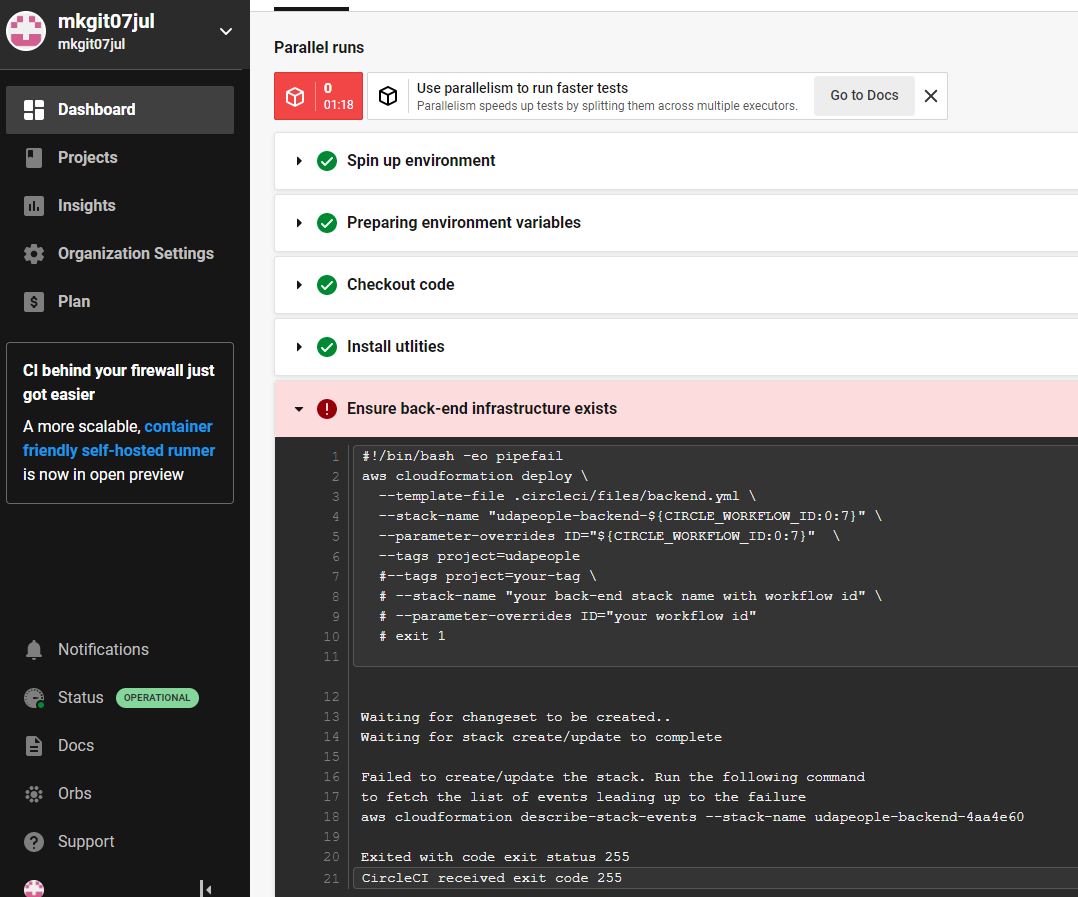 mkgit07jul
mkgit07jul
Dashboard
Projects
Insights
Organization Settings
Plan
CI behind your firewall just
got easier
A more scalable, container
friendly self-hosted runner
is now in open preview
Notifications
Status OPERATIONAL
Docs
Orbs
Support
Parallel runs
0
01:18
Use parallelism to run faster tests
Parallelism speeds up tests by splitting them across multiple executors.
Go to Docs
Spin up environment
Preparing environment variables
Checkout code
Install utlities
Ensure back-end infrastructure exists
1 #!/bin/bash -eo pipefail
2 aws cloudformation deploy \
3 --template-file .circleci/files/backend.yml \
4 --stack-name "udapeople-backend-${CIRCLE_WORKFLOW_ID:0:7}" \
5 --parameter-overrides ID="${CIRCLE_WORKFLOW_ID:0:7}" \
6 --tags project=udapeople
7 #--tags project=your-tag \
8 # --stack-name "your back-end stack name with workflow id" \
9 # --parameter-overrides ID="your workflow id"
10 # exit 1
11
12
13 Waiting for changeset to be created..
14 Waiting for stack create/update to complete
15
16 Failed to create/update the stack. Run the following command
17 to fetch the list of events leading up to the failure
18 aws cloudformation describe-stack-events --stack-name udapeople-backend-4aa4e60
19
20 Exited with code exit status 255
21 CircleCI received exit code 255